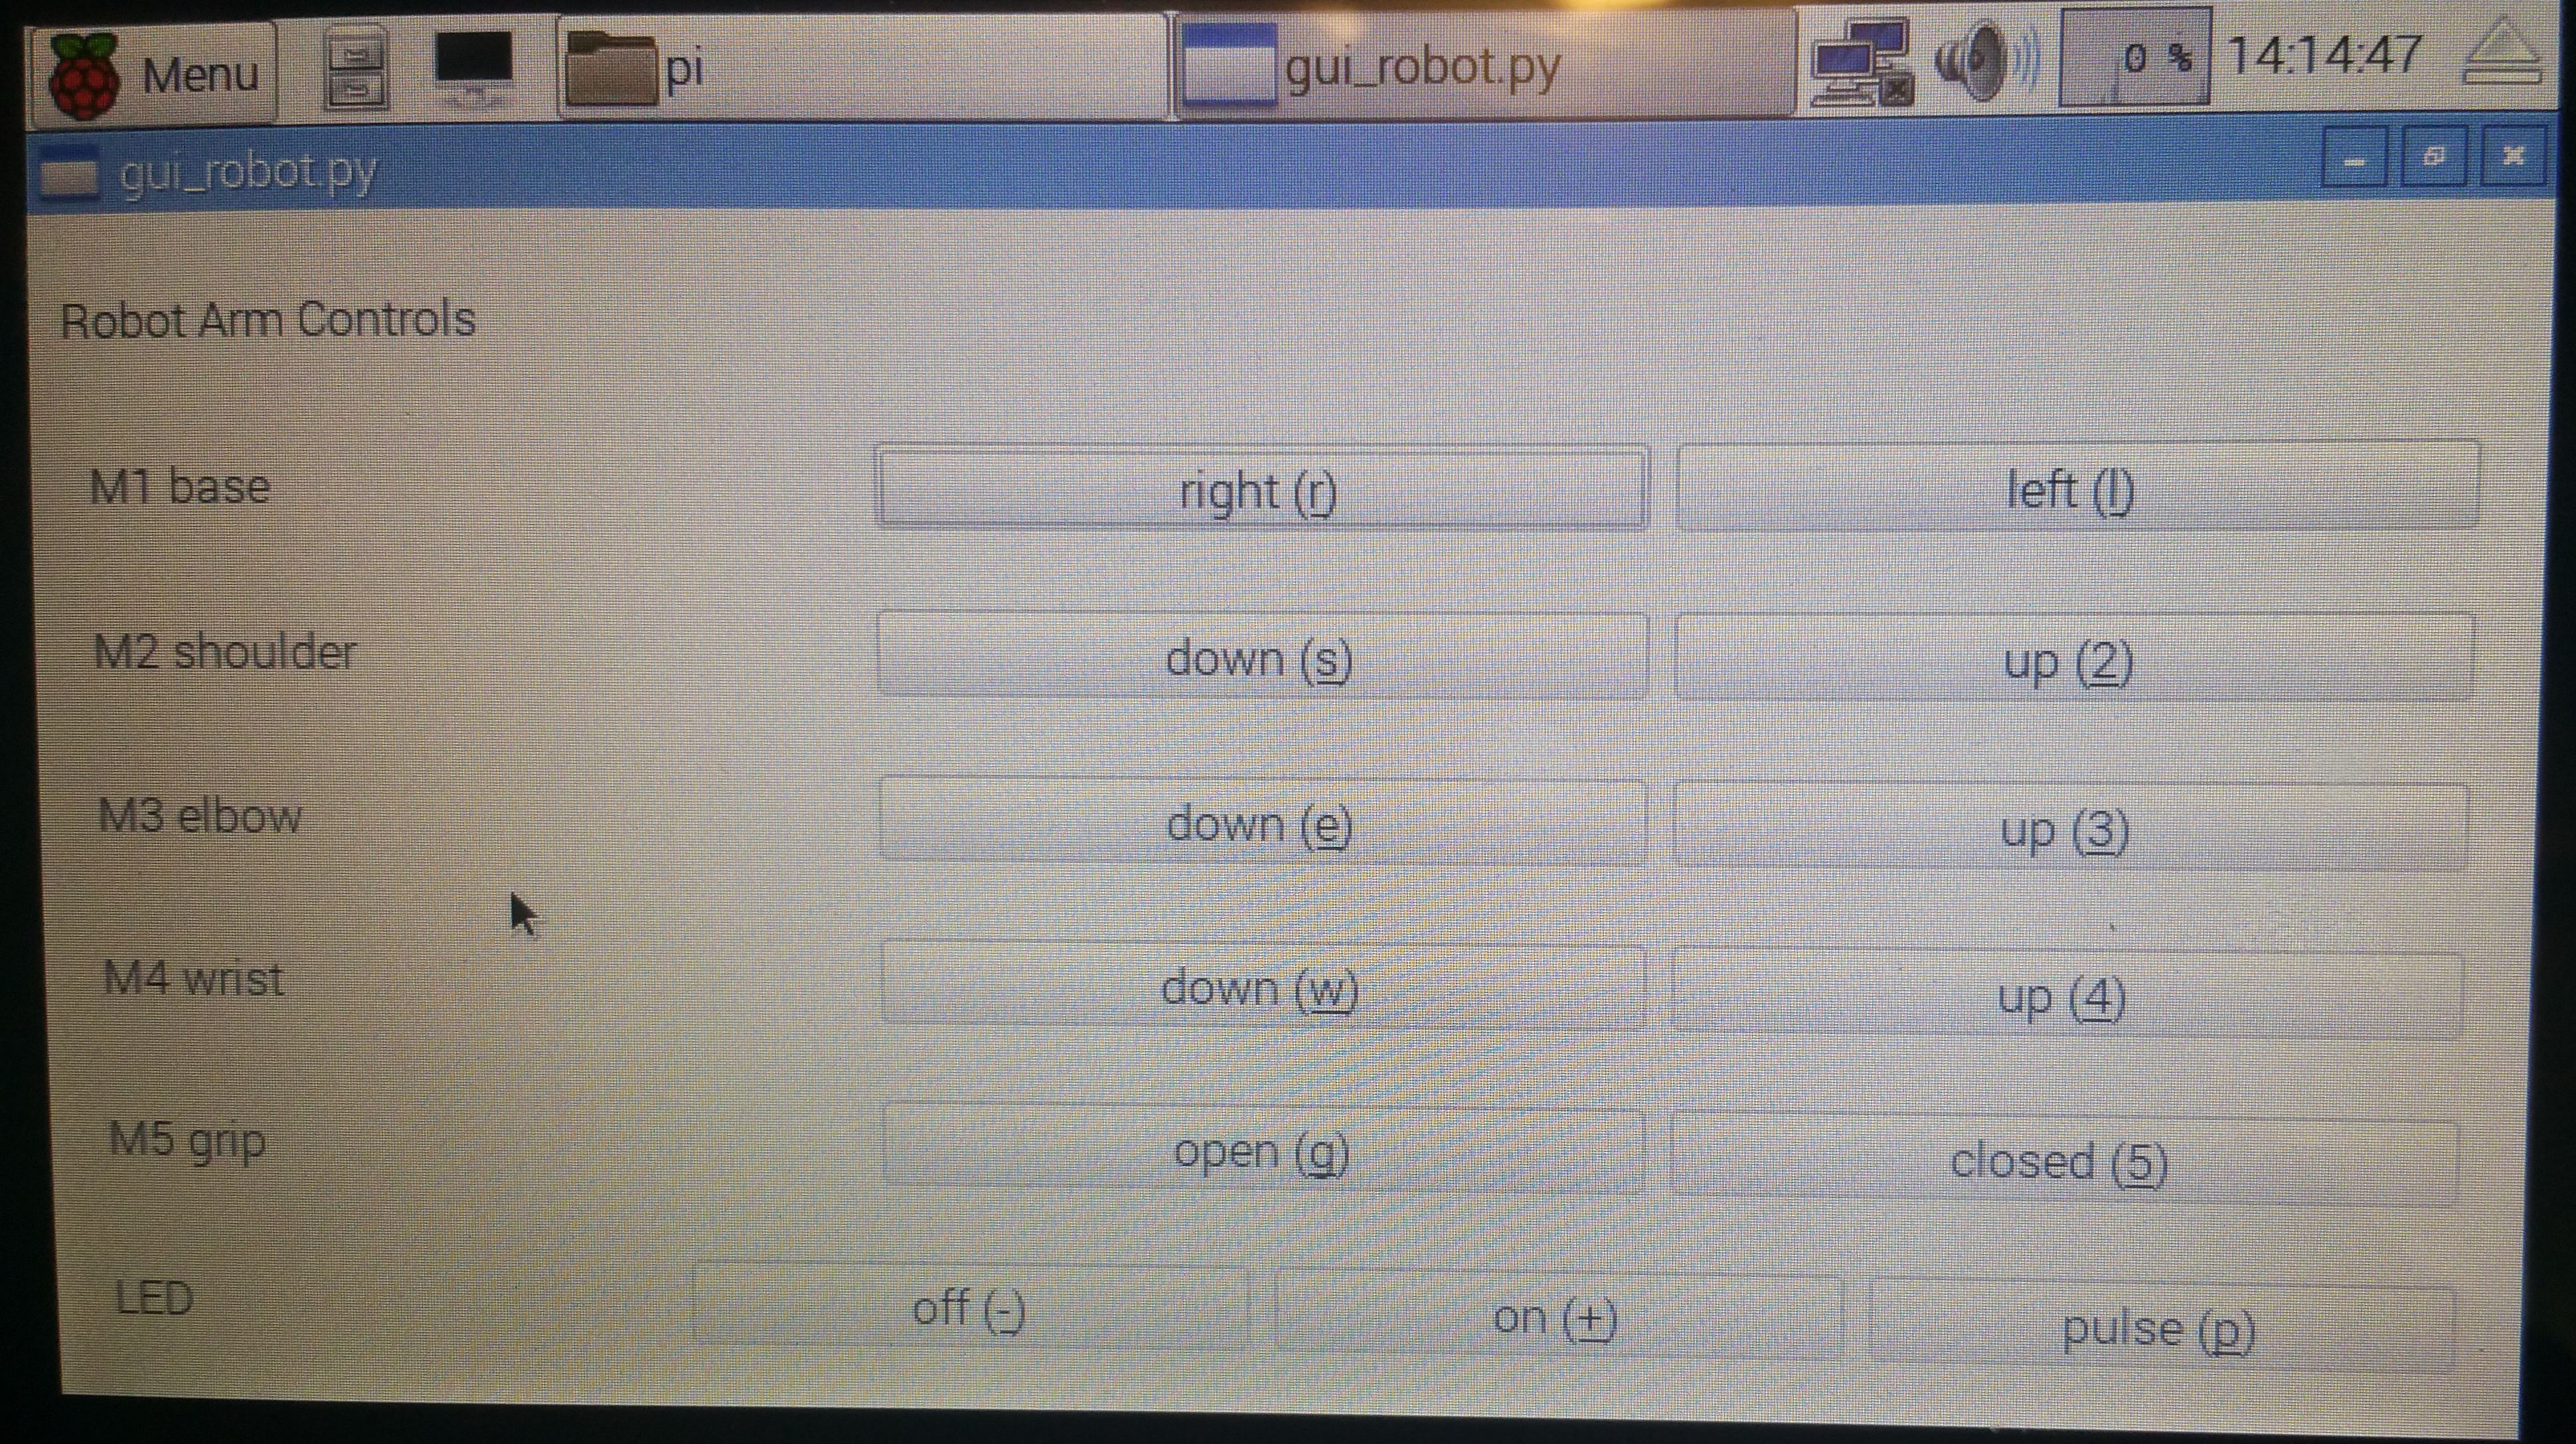 Menu pi gui_robot.py 0 % 14:14:47
gui_robot.py
Robot Arm Controls
M1 base right (r) left (l)
M2 shoulder down (s) up (2)
M3 elbow down (e) up (3)
M4 wrist down (w) up (4)
M5 grip open (g) closed (5)
LED off (-) on (+) pulse (p)